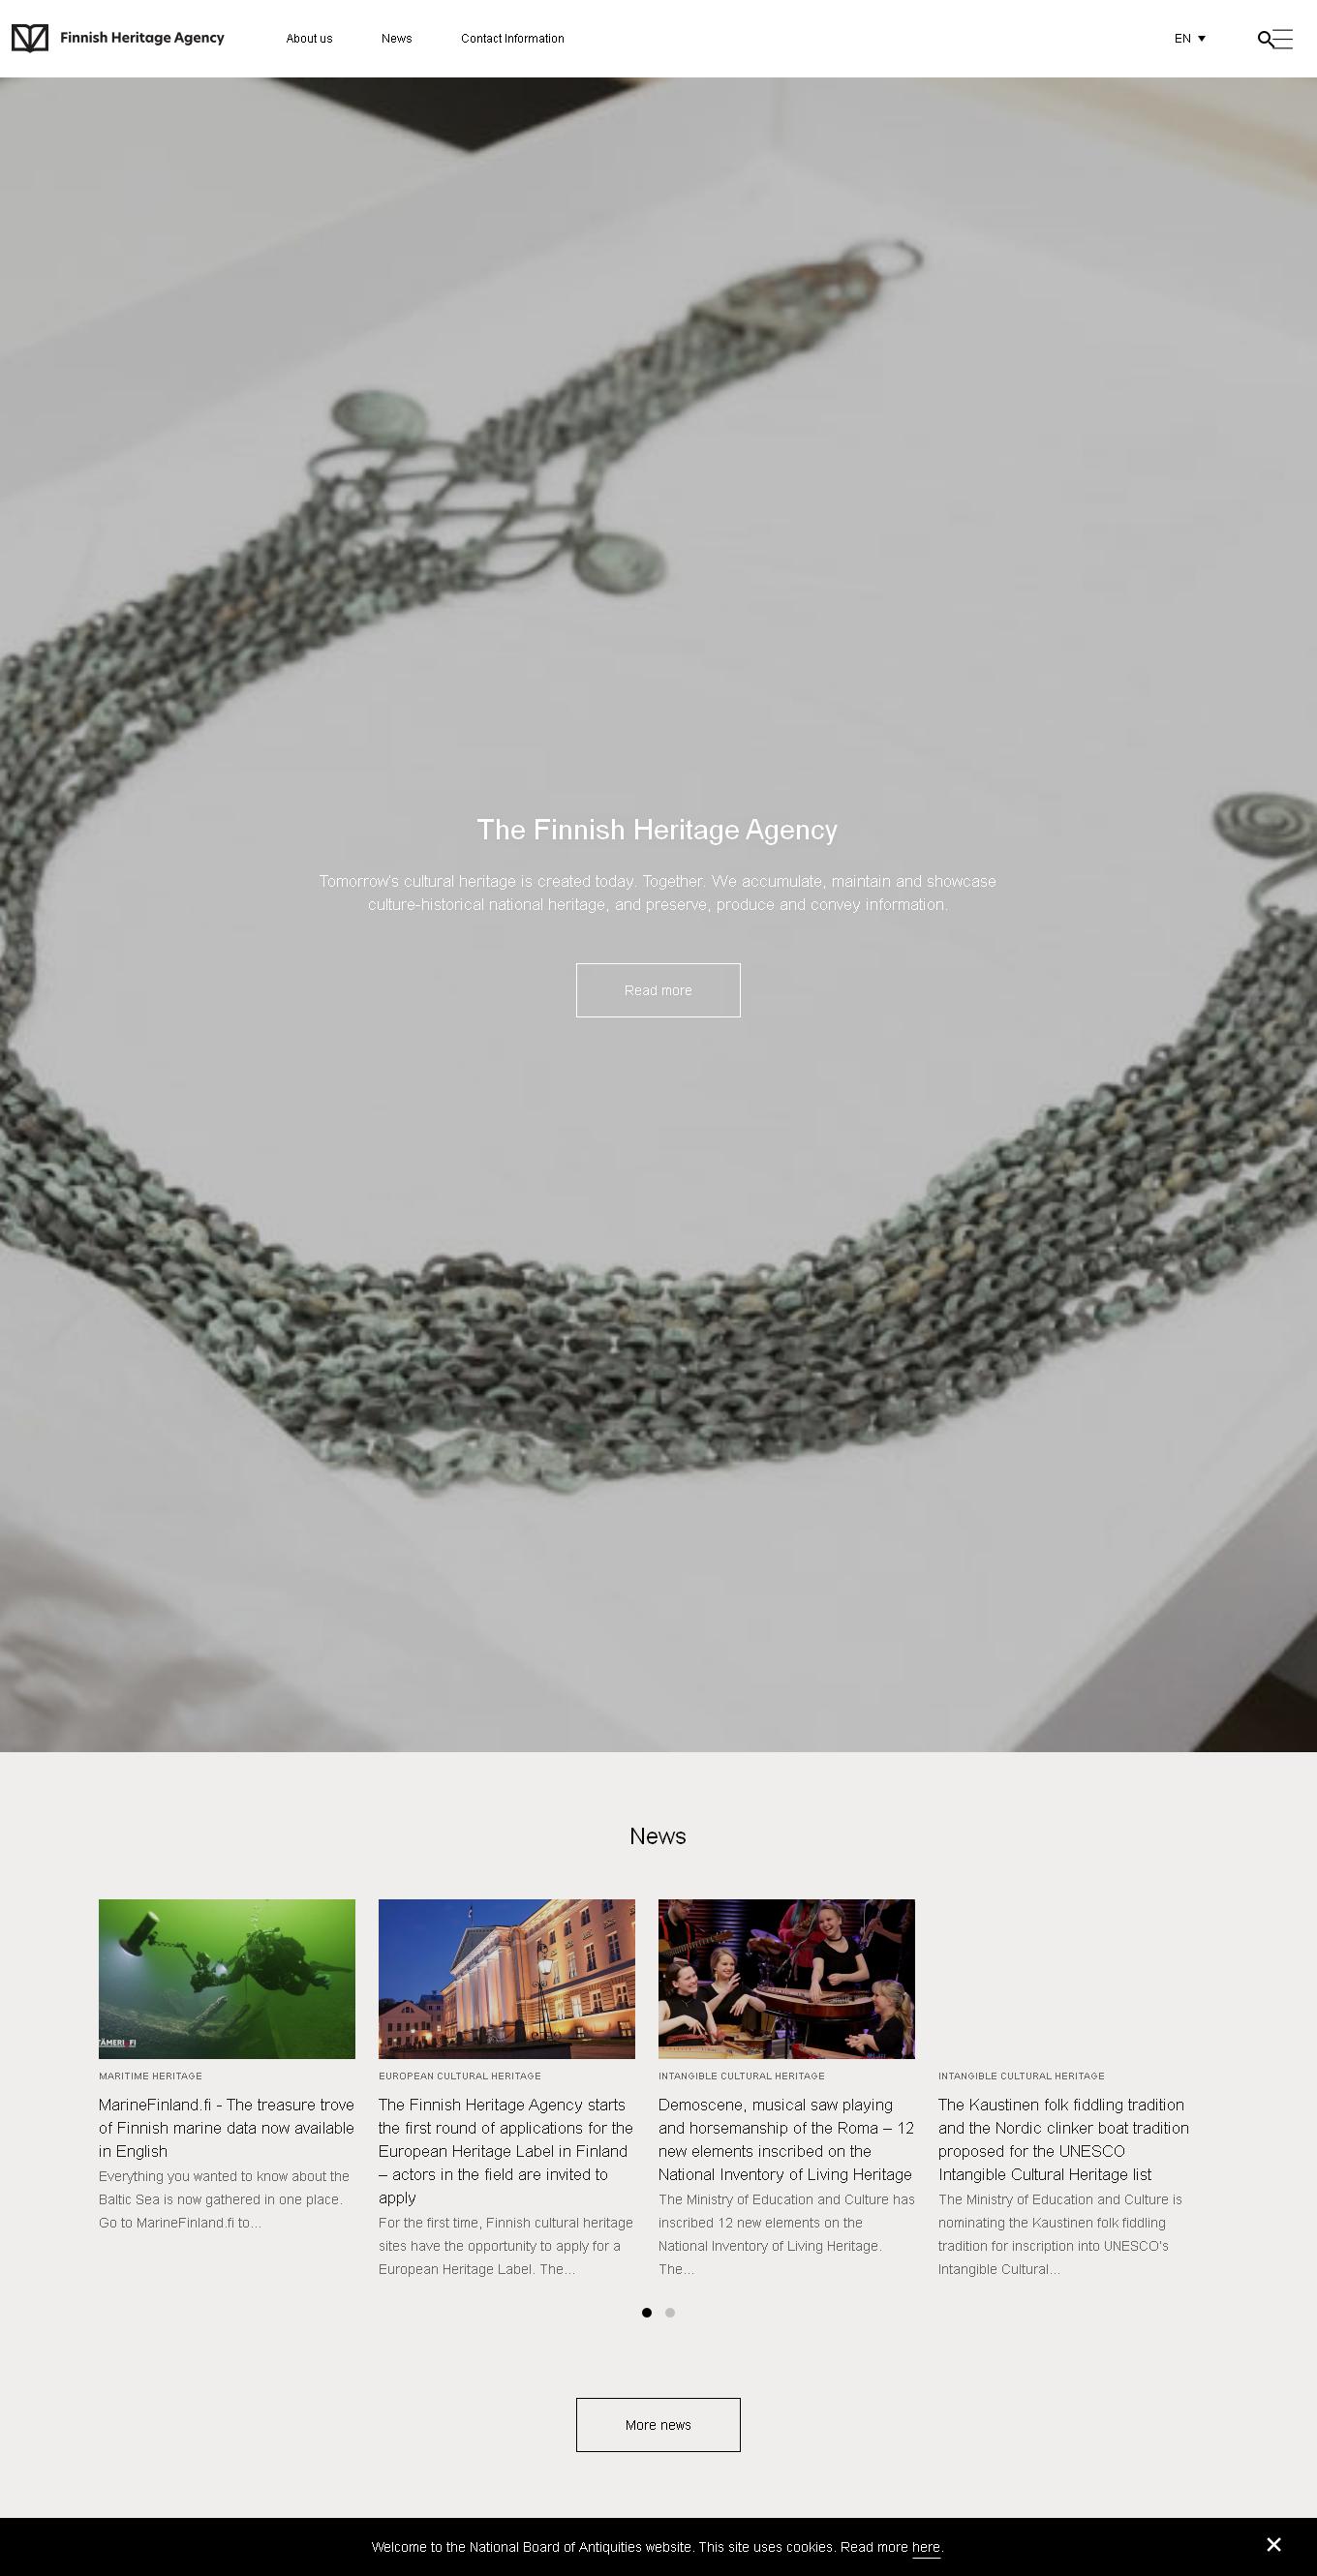 Finnish Heritage Agency
About us
News
Contact Information
EN
The Finnish Heritage Agency
Tomorrow's cultural heritage is created today. Together. We accumulate, maintain and showcase
culture-historical national heritage, and preserve, produce and convey information.
Read more
News
MARITIME HERITAGE
MarineFinland.fi - The treasure trove
of Finnish marine data now available
in English
Everything you wanted to know about the
Baltic Sea is now gathered in one place.
Go to MarineFinland.fi to...
EUROPEAN CULTURAL HERITAGE
The Finnish Heritage Agency starts
the first round of applications for the
European Heritage Label in Finland
– actors in the field are invited to
apply
For the first time, Finnish cultural heritage
sites have the opportunity to apply for a
European Heritage Label. The...
INTANGIBLE CULTURAL HERITAGE
Demoscene, musical saw playing
and horsemanship of the Roma – 12
new elements inscribed on the
National Inventory of Living Heritage
The Ministry of Education and Culture has
inscribed 12 new elements on the
National Inventory of Living Heritage.
The...
INTANGIBLE CULTURAL HERITAGE
The Kaustinen folk fiddling tradition
and the Nordic clinker boat tradition
proposed for the UNESCO
Intangible Cultural Heritage list
The Ministry of Education and Culture is
nominating the Kaustinen folk fiddling
tradition for inscription into UNESCO's
Intangible Cultural...
More news
Welcome to the National Board of Antiquities website. This site uses cookies. Read more here.